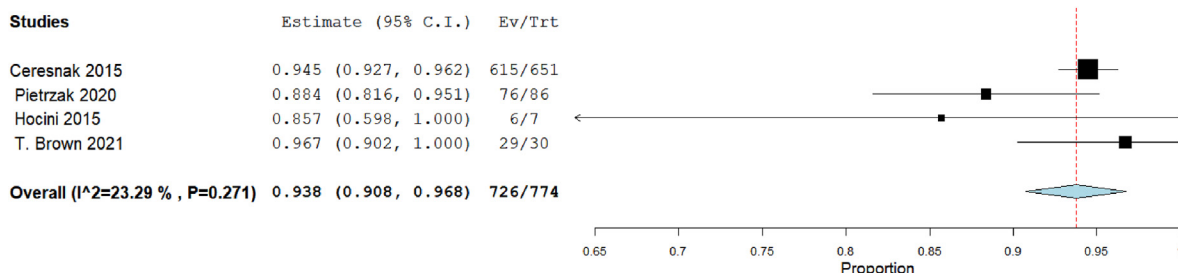 Studies Estimate (95% C.I.) Ev/Trt
Ceresnak 2015 0.945 (0.927, 0.962) 615/651
Pietrzak 2020 0.884 (0.816, 0.951) 76/86
Hocini 2015 0.857 (0.598, 1.000) 6/7
T. Brown 2021 0.967 (0.902, 1.000) 29/30
Overall (I^2=23.29 % , P=0.271) 0.938 (0.908, 0.968) 726/774
0.65 0.7 0.75 0.8 0.85 0.9 0.95
Proportion